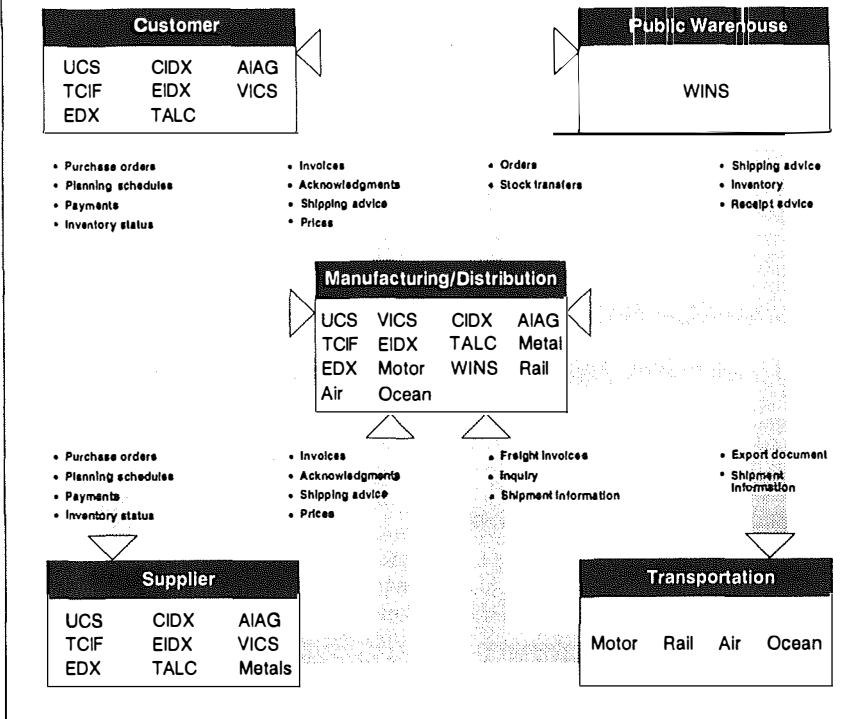 Customer
UCS CIDX AIAG
TCIF EIDX VICS
EDX TALC
Public Warehouse
WINS
• Purchase orders
• Planning schedules
• Payments
• Inventory status
• Invoices
• Acknowledgments
• Shipping advice
• Prices
• Orders
• Stock transfers
• Shipping advice
• Inventory
• Receipt advice
Manufacturing/Distribution
UCS VICS CIDX AIAG
TCIF EIDX TALC Metal
EDX Motor WINS Rail
Air Ocean
• Purchase orders
• Planning schedules
• Payments
• Inventory status
• Invoices
• Acknowledgments
• Shipping advice
• Prices
• Freight invoices
• Inquiry
• Shipment information
• Export document
• Shipment
information
Supplier
UCS CIDX AIAG
TCIF EIDX VICS
EDX TALC Metals
Transportation
Motor Rail Air Ocean